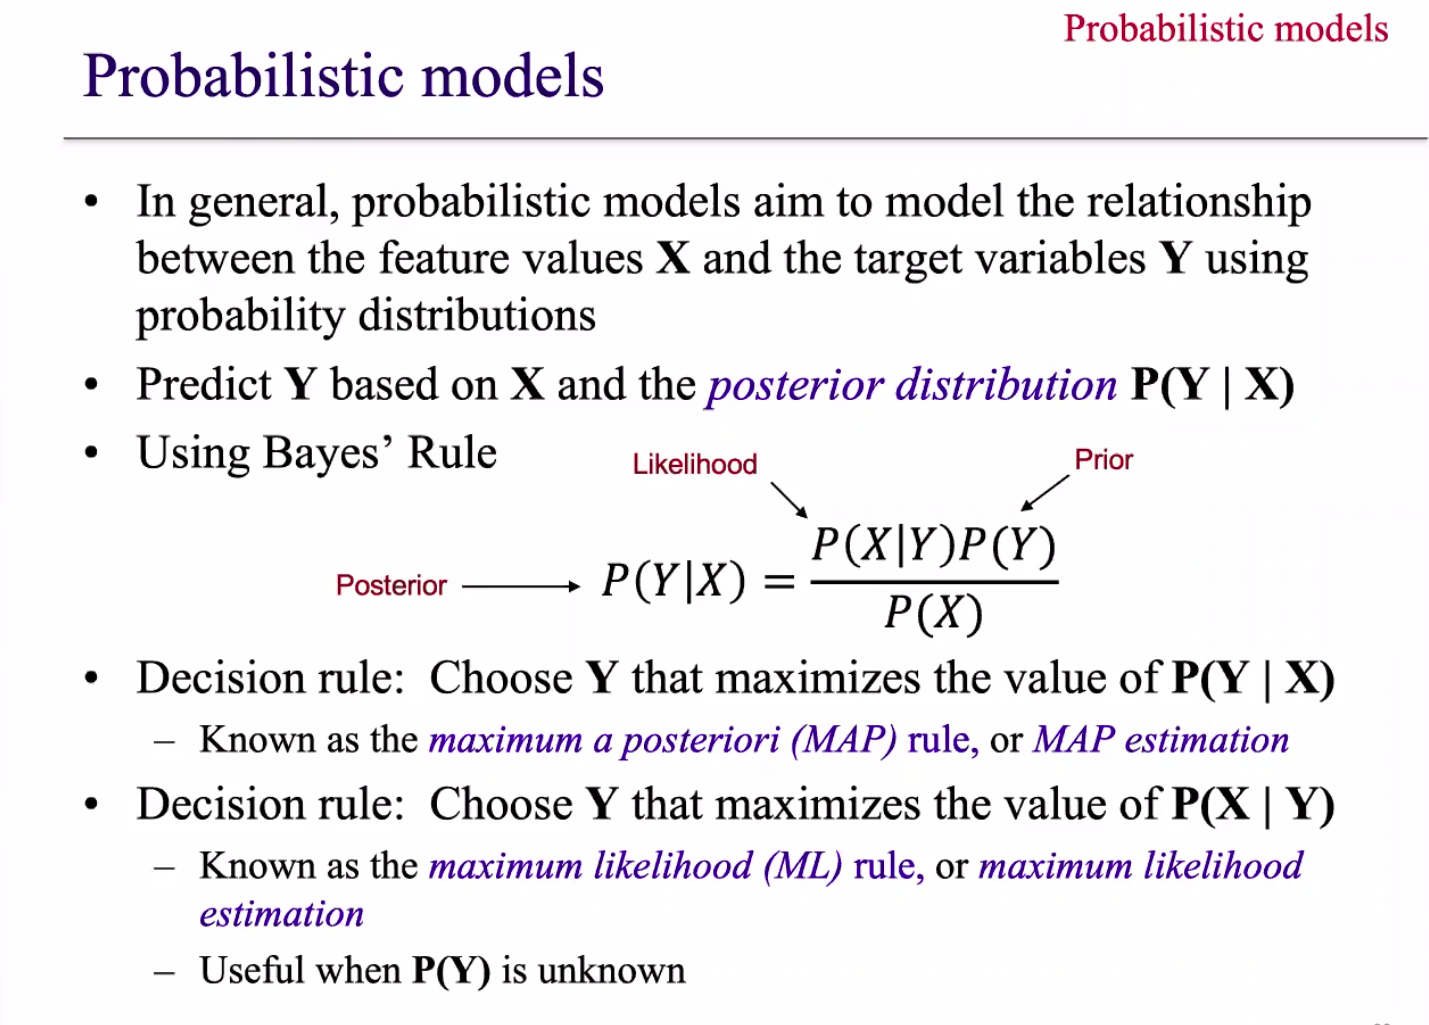 Probabilistic models
Probabilistic models
• In general, probabilistic models aim to model the relationship
between the feature values X and the target variables Y using
probability distributions
• Predict Y based on X and the posterior distribution P(Y | X)
• Using Bayes’ Rule
Likelihood
Prior
Posterior
P(Y|X) = P(X|Y)P(Y) / P(X)
• Decision rule: Choose Y that maximizes the value of P(Y | X)
– Known as the maximum a posteriori (MAP) rule, or MAP estimation
• Decision rule: Choose Y that maximizes the value of P(X | Y)
– Known as the maximum likelihood (ML) rule, or maximum likelihood
estimation
– Useful when P(Y) is unknown